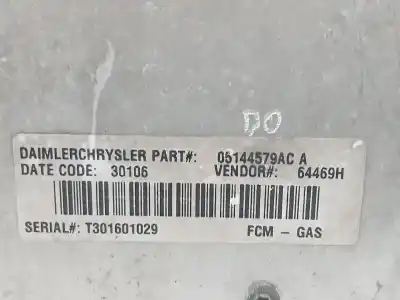 DO
DAIMLERCHRYSLER PART#: 05144579AC A
DATE CODE: 30106 VENDOR#: 64469H
SERIAL#: T301601029 FCM - GAS